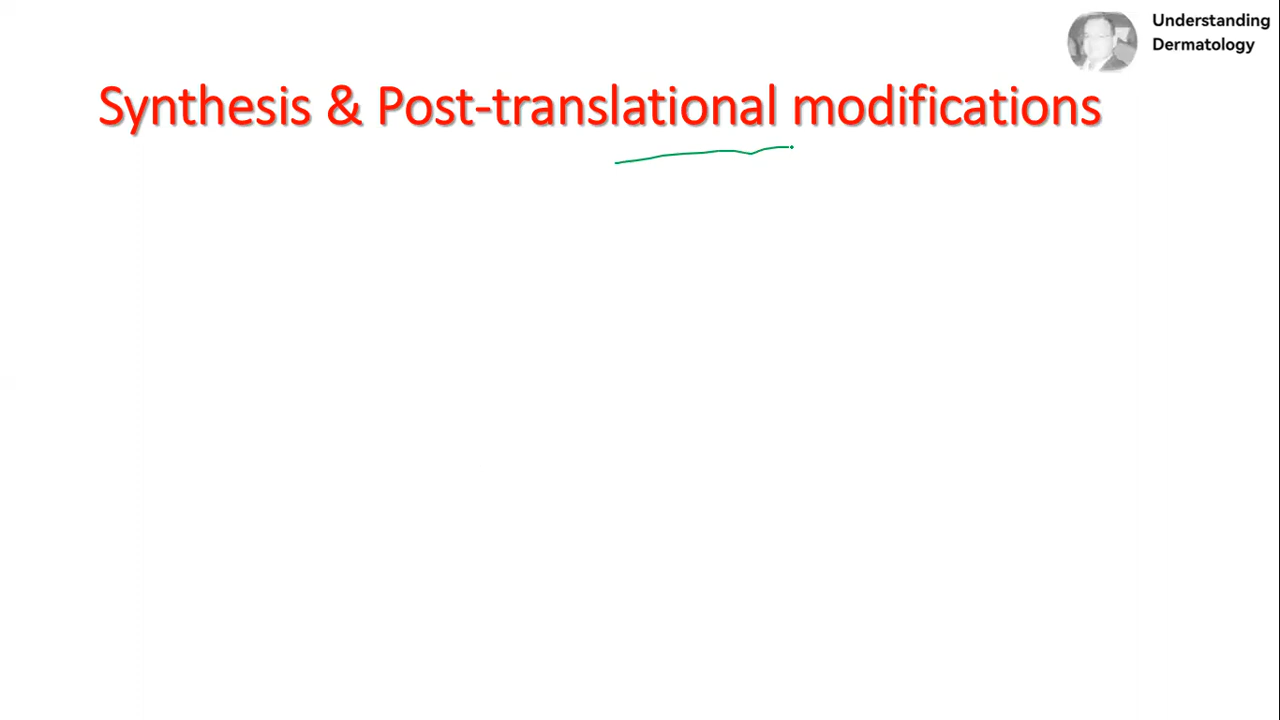 Understanding
Dermatology
Synthesis & Post-translational modifications